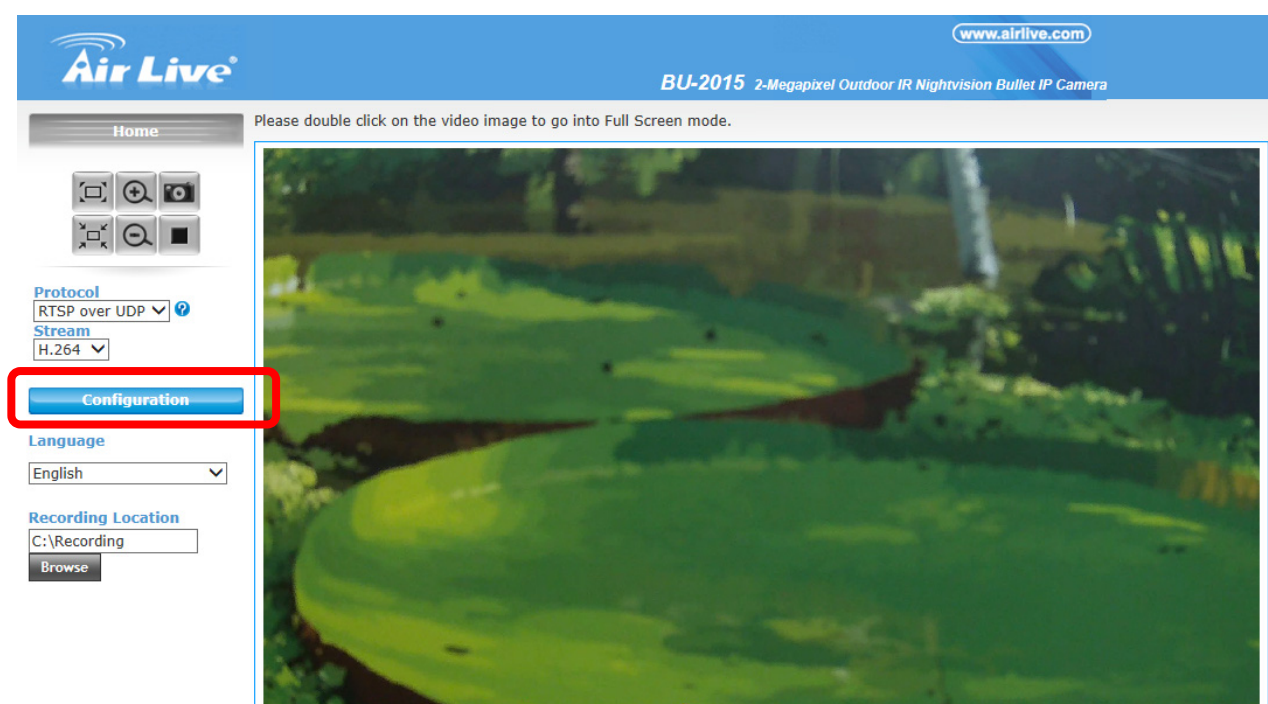 www.airlive.com
Air Live®
BU-2015 2-Megapixel Outdoor IR Nightvision Bullet IP Camera
Home
Please double click on the video image to go into Full Screen mode.
Protocol
RTSP over UDP
Stream
H.264
Configuration
Language
English
Recording Location
C:\Recording
Browse